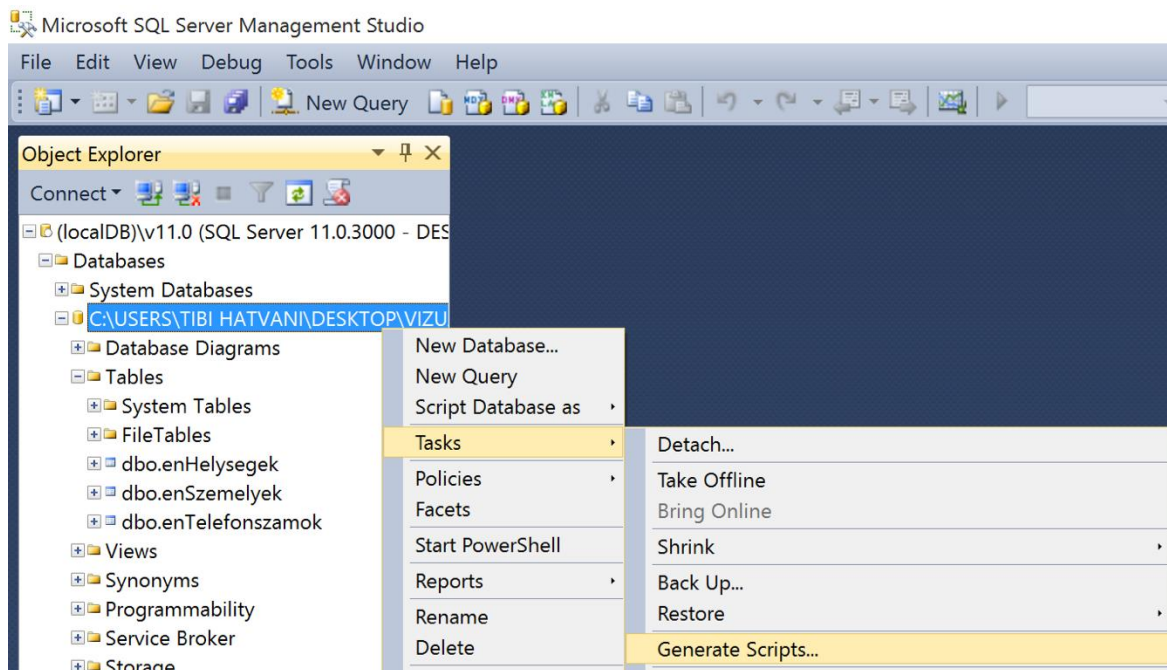 Microsoft SQL Server Management Studio
File Edit View Debug Tools Window Help
New Query
Object Explorer
Connect
(localDB)\v11.0 (SQL Server 11.0.3000 - DES
Databases
System Databases
C:\USERS\TIBI HATVANI\DESKTOP\VIZU
Database Diagrams
Tables
System Tables
FileTables
dbo.enHelysegek
dbo.enSzemelyek
dbo.enTelefonszamok
Views
Synonyms
Programmability
Service Broker
Storage
New Database...
New Query
Script Database as
Tasks
Policies
Facets
Start PowerShell
Reports
Rename
Delete
Detach...
Take Offline
Bring Online
Shrink
Back Up...
Restore
Generate Scripts...